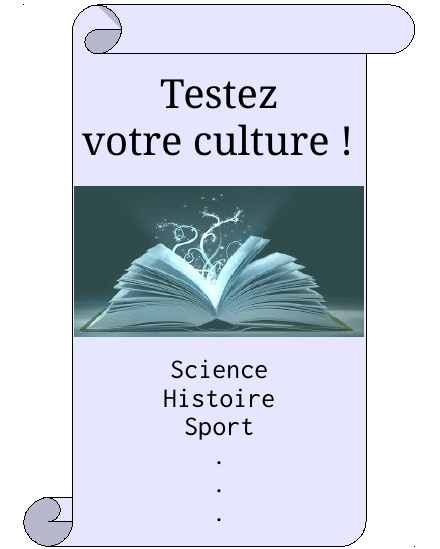 Testez
votre culture !
Science
Histoire
Sport
.
.
.